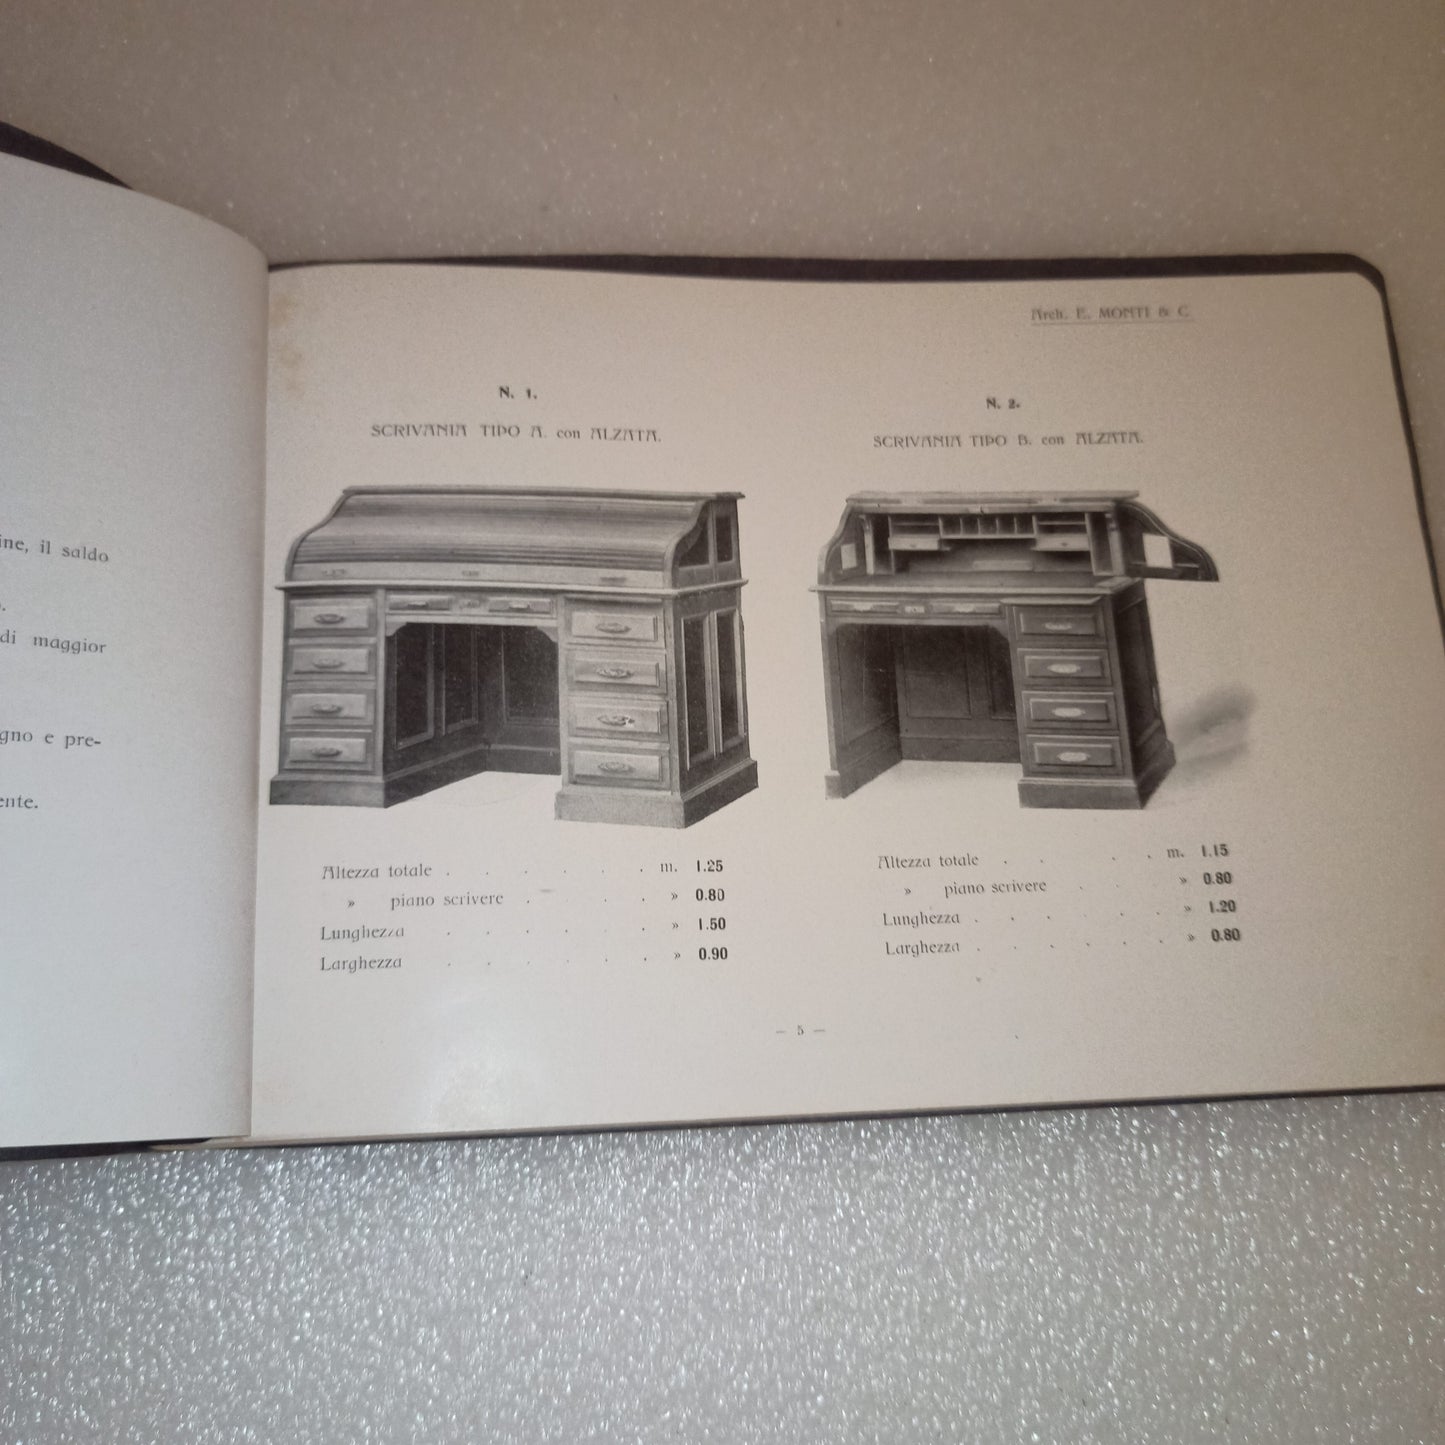 ine, il saldo
di maggior
gno e pre-
ente.
Arch. E. MONTI & C.
N. 1.
SCRIVANIA TIPO A. con ALZATA.
Altezza totale . . . . . . m. 1.25
» piano scrivere . . . » 0.80
Lunghezza . . . . . . » 1.50
Larghezza . . . . . . » 0.90
N. 2.
SCRIVANIA TIPO B. con ALZATA.
Altezza totale . . . . m. 1.15
» piano scrivere . . . » 0.80
Lunghezza . . . . . . » 1.20
Larghezza . . . . . . » 0.80
— 5 —